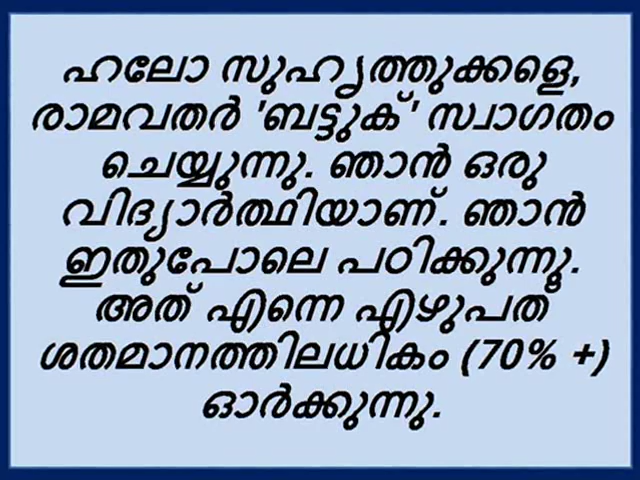 ഹലോ സുഹൃത്തുക്കളെ,
രാമവതർ 'ബട്ടുക്' സ്വാഗതം
ചെയ്യുന്നു. ഞാൻ ഒരു
വിദ്യാർത്ഥിയാണ്. ഞാൻ
ഇതുപോലെ പഠിക്കുന്നൂ.
അത് എന്നെ എഴുപത്
ശതമാനത്തിലധികം (70% +)
ഓർക്കുന്നു.